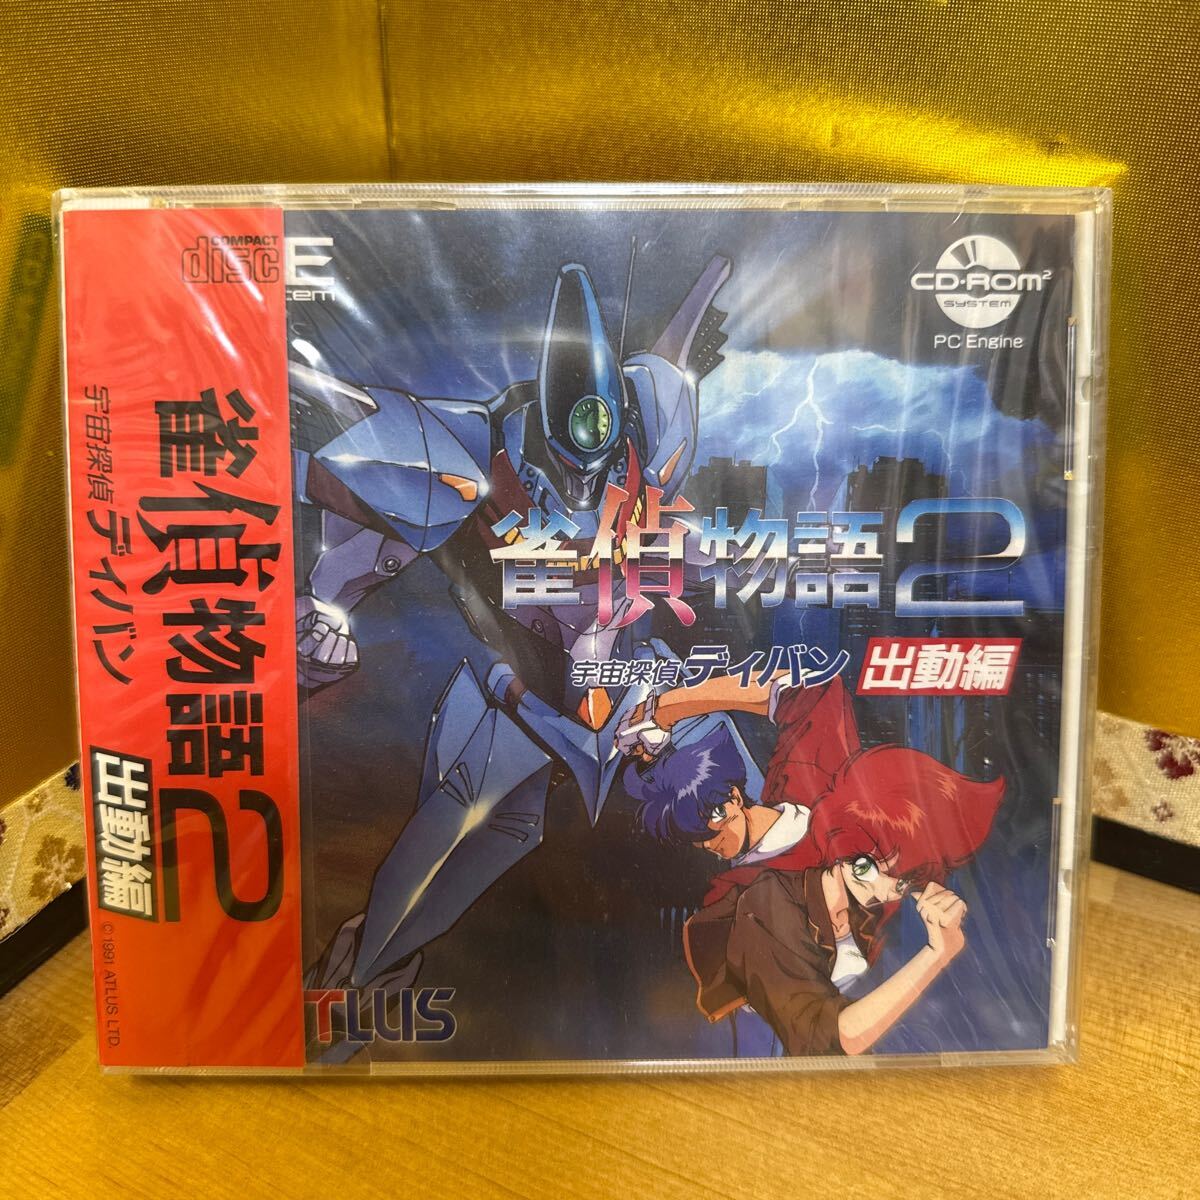 COMPACT
disc
雀偵物語2
宇宙探偵 ディバン
出動編
© 1991 ATLUS LTD.
E
tem
CD-ROM²
SYSTEM
PC Engine
雀偵物語2
宇宙探偵 ディバン 出動編
TLUS